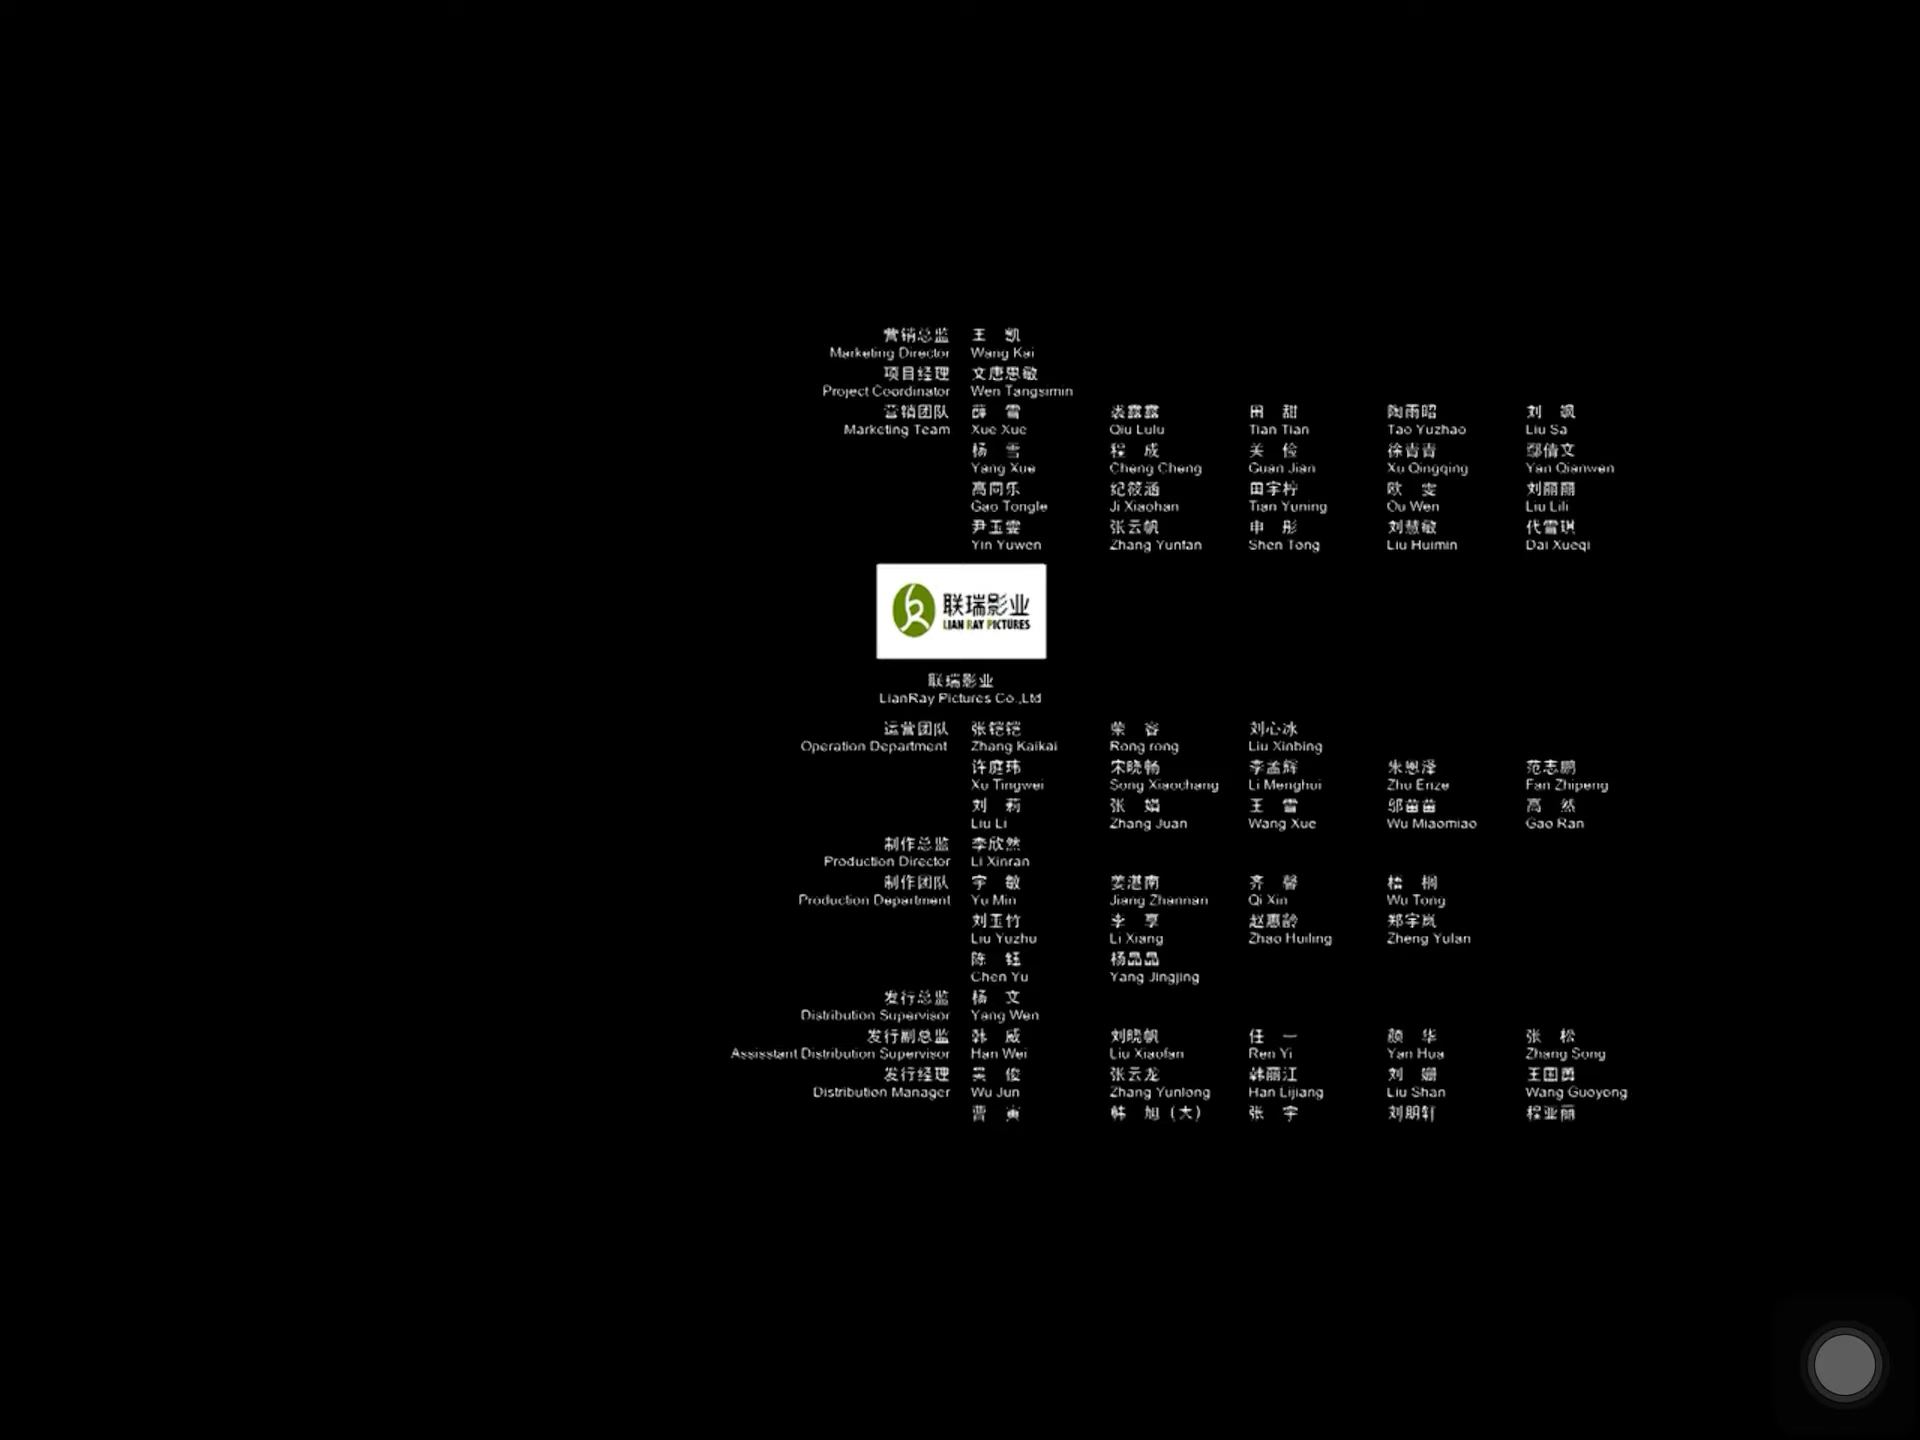 营销总监 王 凯
Marketing Director Wang Kai
项目经理 文唐思敏
Project Coordinator Wen Tangsimin
营销团队 薛 雪 裘露露 田 甜 陶雨昭 刘 飒
Marketing Team Xue Xue Qiu Lulu Tian Tian Tao Yuzhao Liu Sa
杨 雪 程 成 关 俭 徐青青 鄢倩文
Yang Xue Cheng Cheng Guan Jian Xu Qingqing Yan Qianwen
高同乐 纪筱涵 田宇柠 欧 雯 刘丽丽
Gao Tongle Ji Xiaohan Tian Yuning Ou Wen Liu Lili
尹玉雯 张云帆 申 彤 刘慧敏 代雪琪
Yin Yuwen Zhang Yunfan Shen Tong Liu Huimin Dai Xueqi
联瑞影业
LIAN RAY PICTURES
联瑞影业
LianRay Pictures Co.,Ltd
运营团队 张铠铠 荣 容 刘心冰
Operation Department Zhang Kaikai Rong rong Liu Xinbing
许庭玮 宋晓畅 李孟辉 朱恩泽 范志鹏
Xu Tingwei Song Xiaochang Li Menghui Zhu Enze Fan Zhipeng
刘 莉 张 娟 王 雪 邬苗苗 高 然
Liu Li Zhang Juan Wang Xue Wu Miaomiao Gao Ran
制作总监 李欣然
Production Director Li Xinran
制作团队 宇 敏 姜湛南 齐 馨 梧 桐
Production Department Yu Min Jiang Zhannan Qi Xin Wu Tong
刘玉竹 李 享 赵惠龄 郑宇岚
Liu Yuzhu Li Xiang Zhao Huiling Zheng Yulan
陈 钰 杨晶晶
Chen Yu Yang Jingjing
发行总监 杨 文
Distribution Supervisor Yang Wen
发行副总监 韩 威 刘晓帆 任 一 颜 华 张 松
Assisstant Distribution Supervisor Han Wei Liu Xiaofan Ren Yi Yan Hua Zhang Song
发行经理 吴 俊 张云龙 韩丽江 刘 姗 王国勇
Distribution Manager Wu Jun Zhang Yunlong Han Lijiang Liu Shan Wang Guoyong
曹 寅 韩 旭（大） 张 宇 刘朋轩 程亚丽